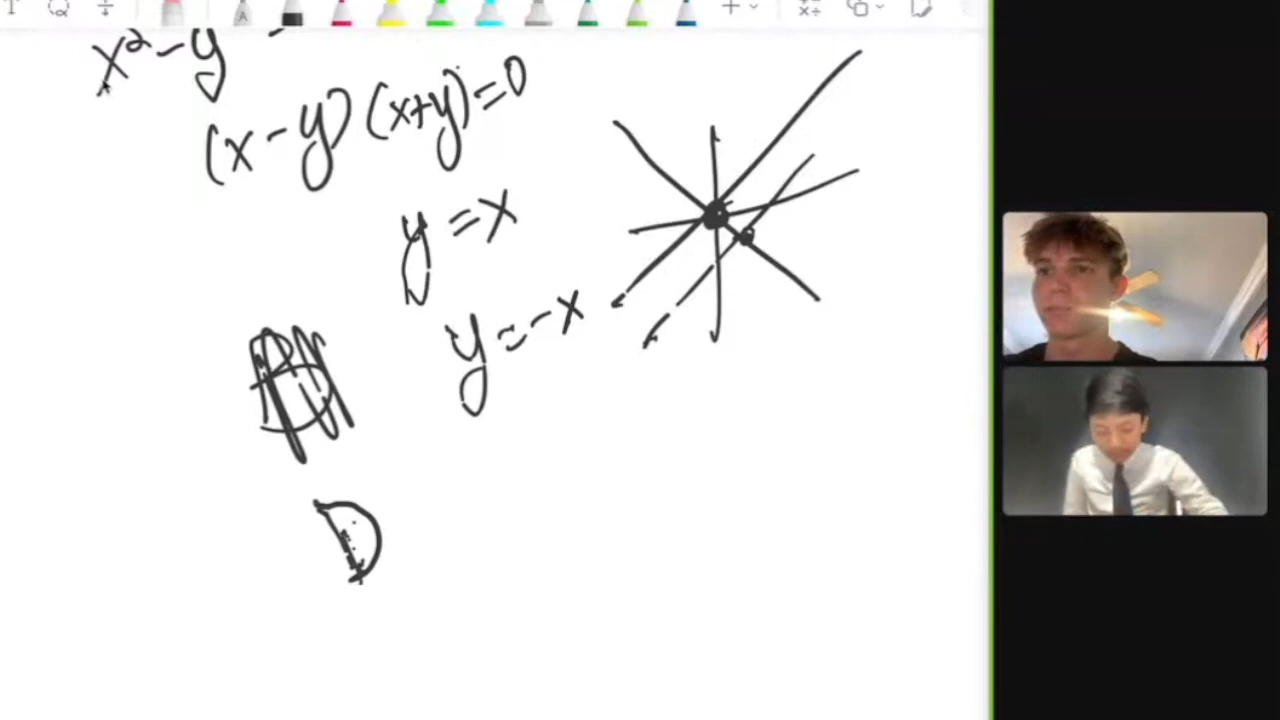 x² - y
(x-y)(x+y)=0
y=x
y=-x
D